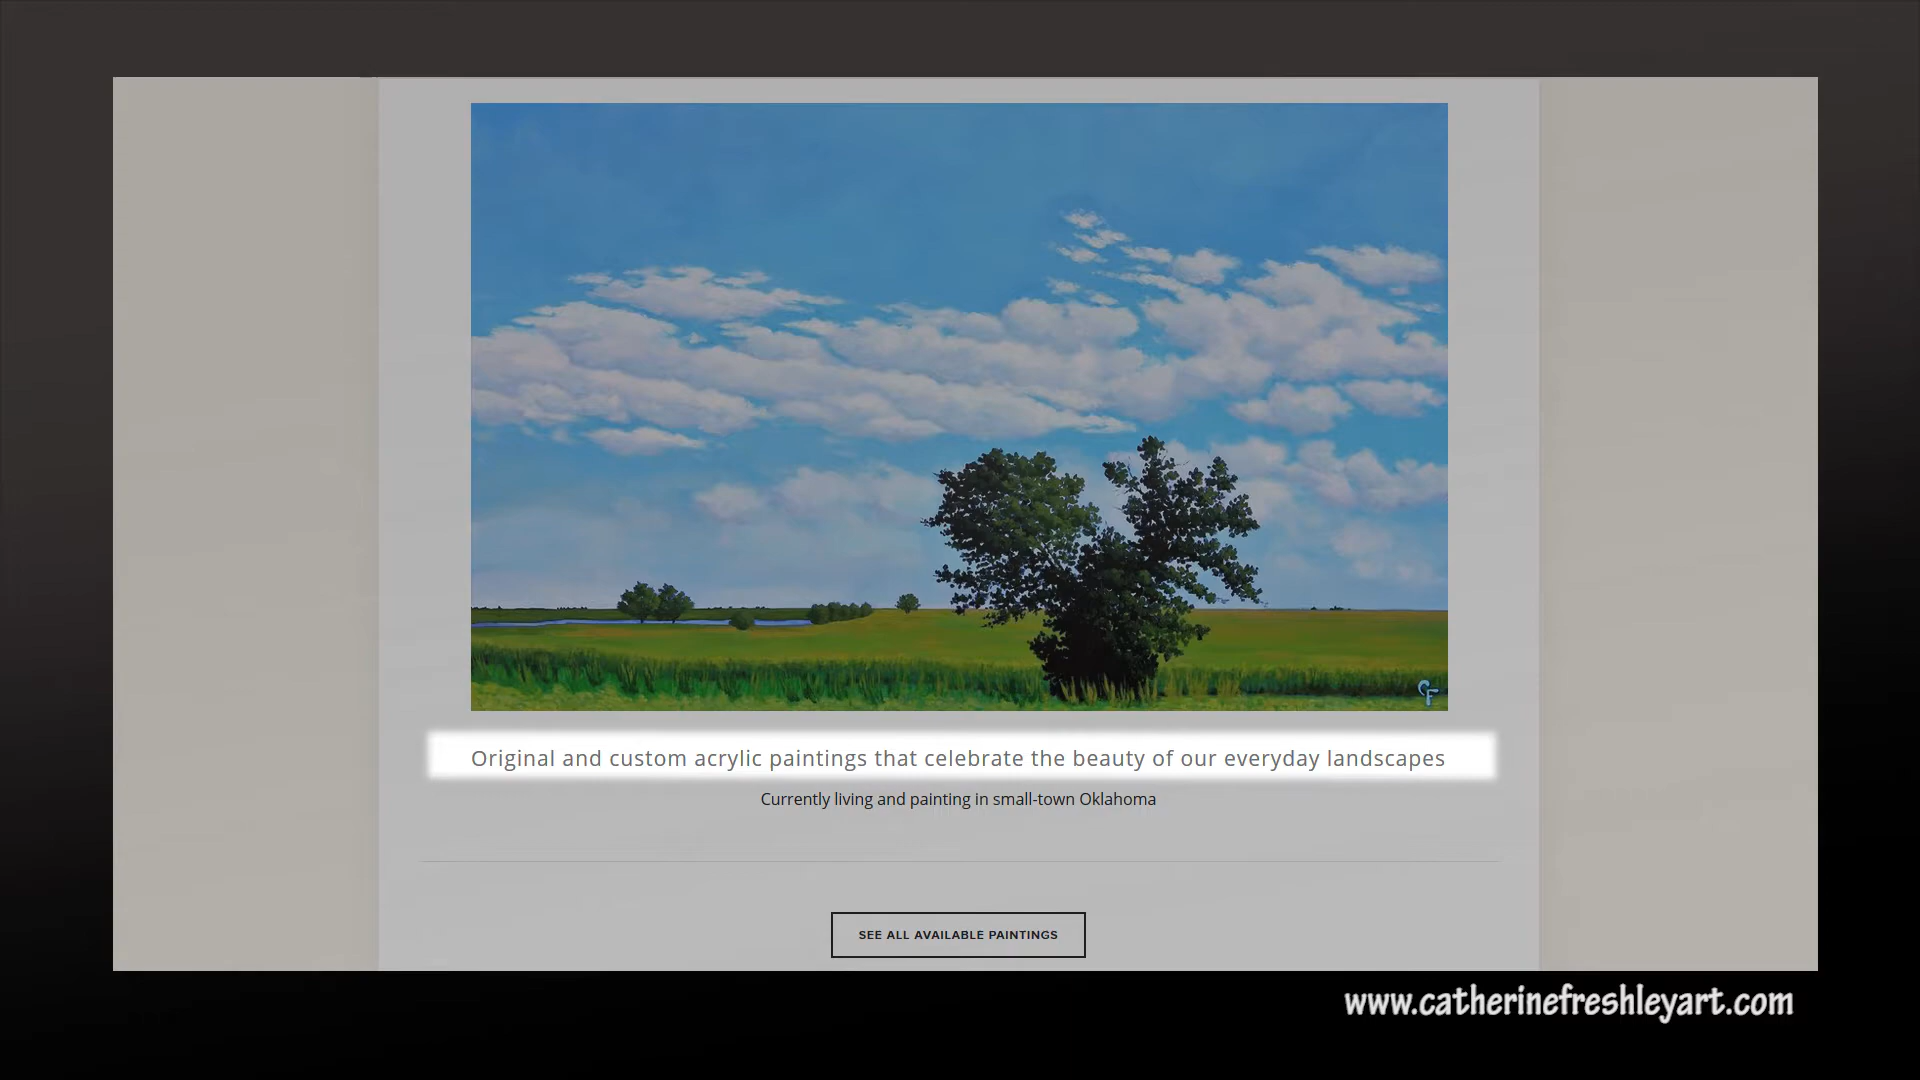 CF
Original and custom acrylic paintings that celebrate the beauty of our everyday landscapes
Currently living and painting in small-town Oklahoma
SEE ALL AVAILABLE PAINTINGS
www.catherinefreshleyart.com